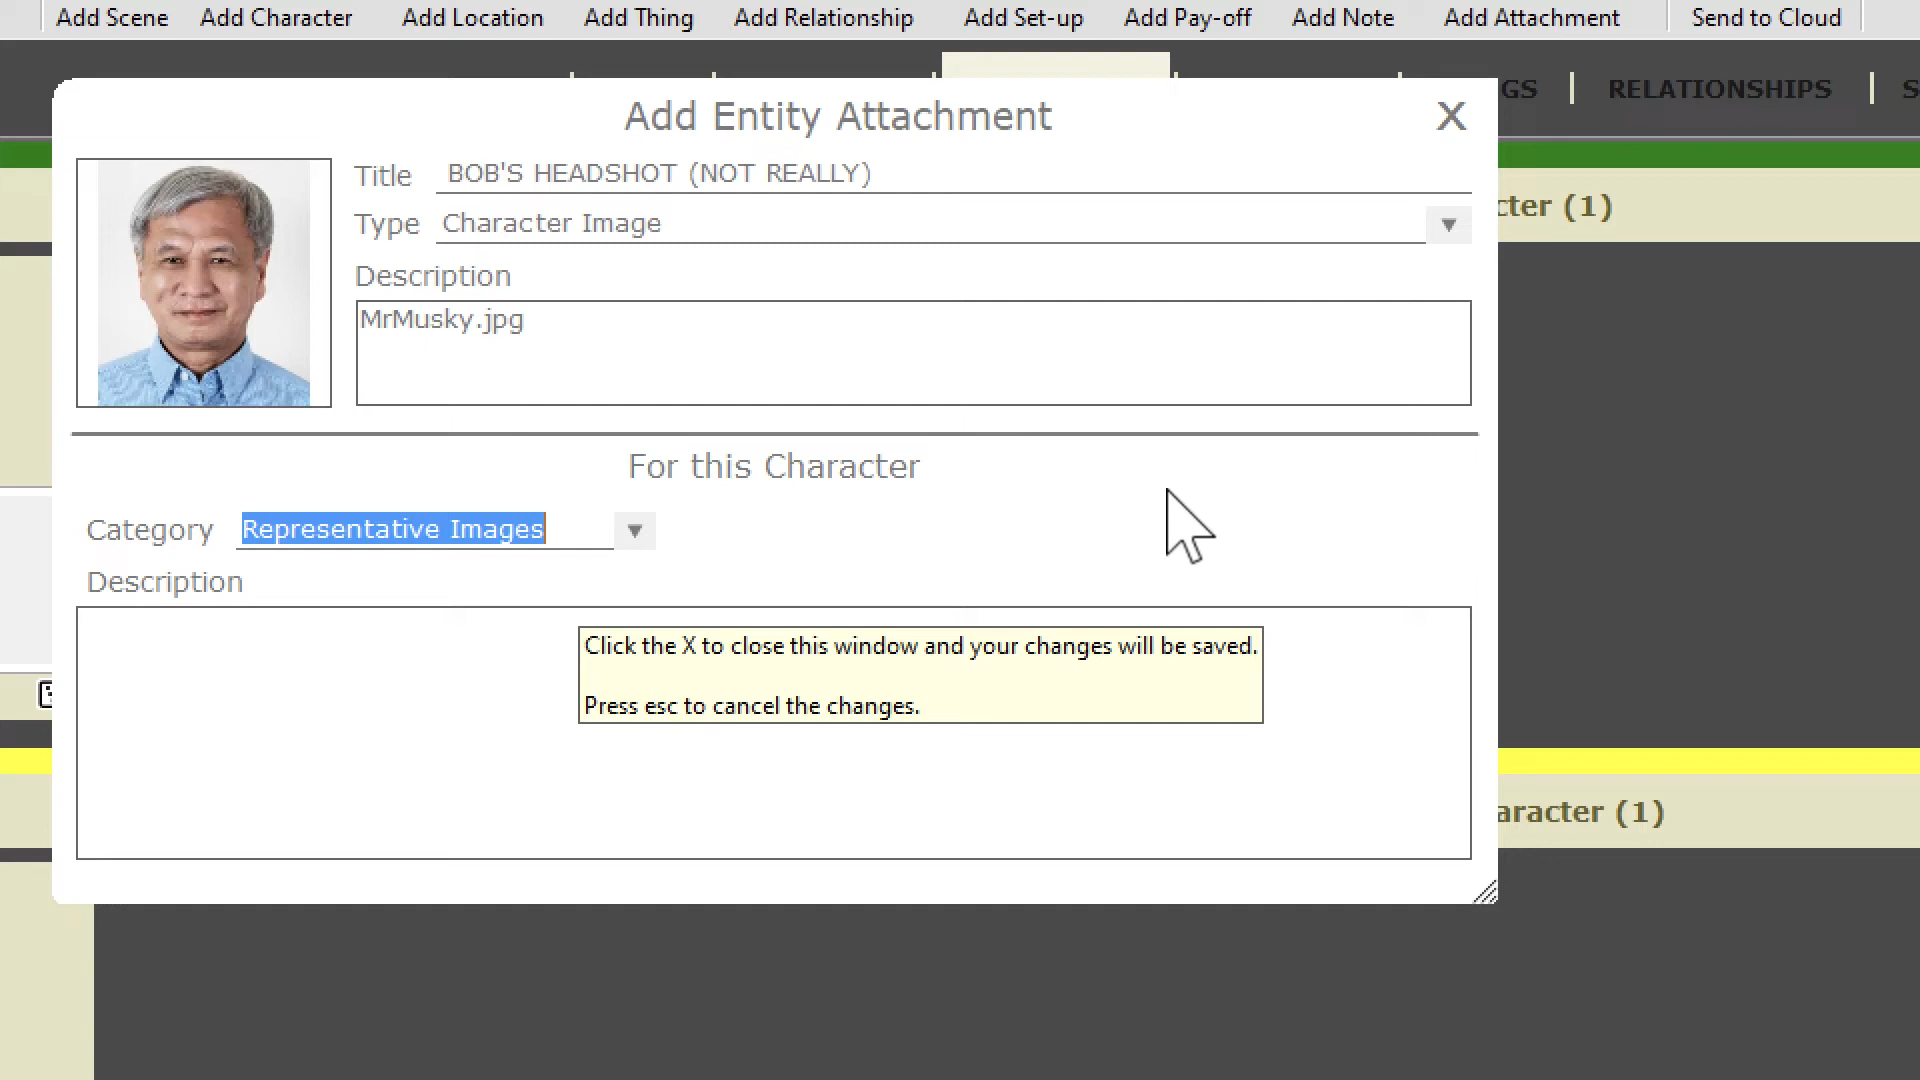 Add Scene Add Character Add Location Add Thing Add Relationship Add Set-up Add Pay-off Add Note Add Attachment Send to Cloud
GS RELATIONSHIPS S
Add Entity Attachment X
Title BOB'S HEADSHOT (NOT REALLY)
Type Character Image
cter (1)
Description
MrMusky.jpg
For this Character
Category Representative Images
Description
Click the X to close this window and your changes will be saved.
Press esc to cancel the changes.
aracter (1)